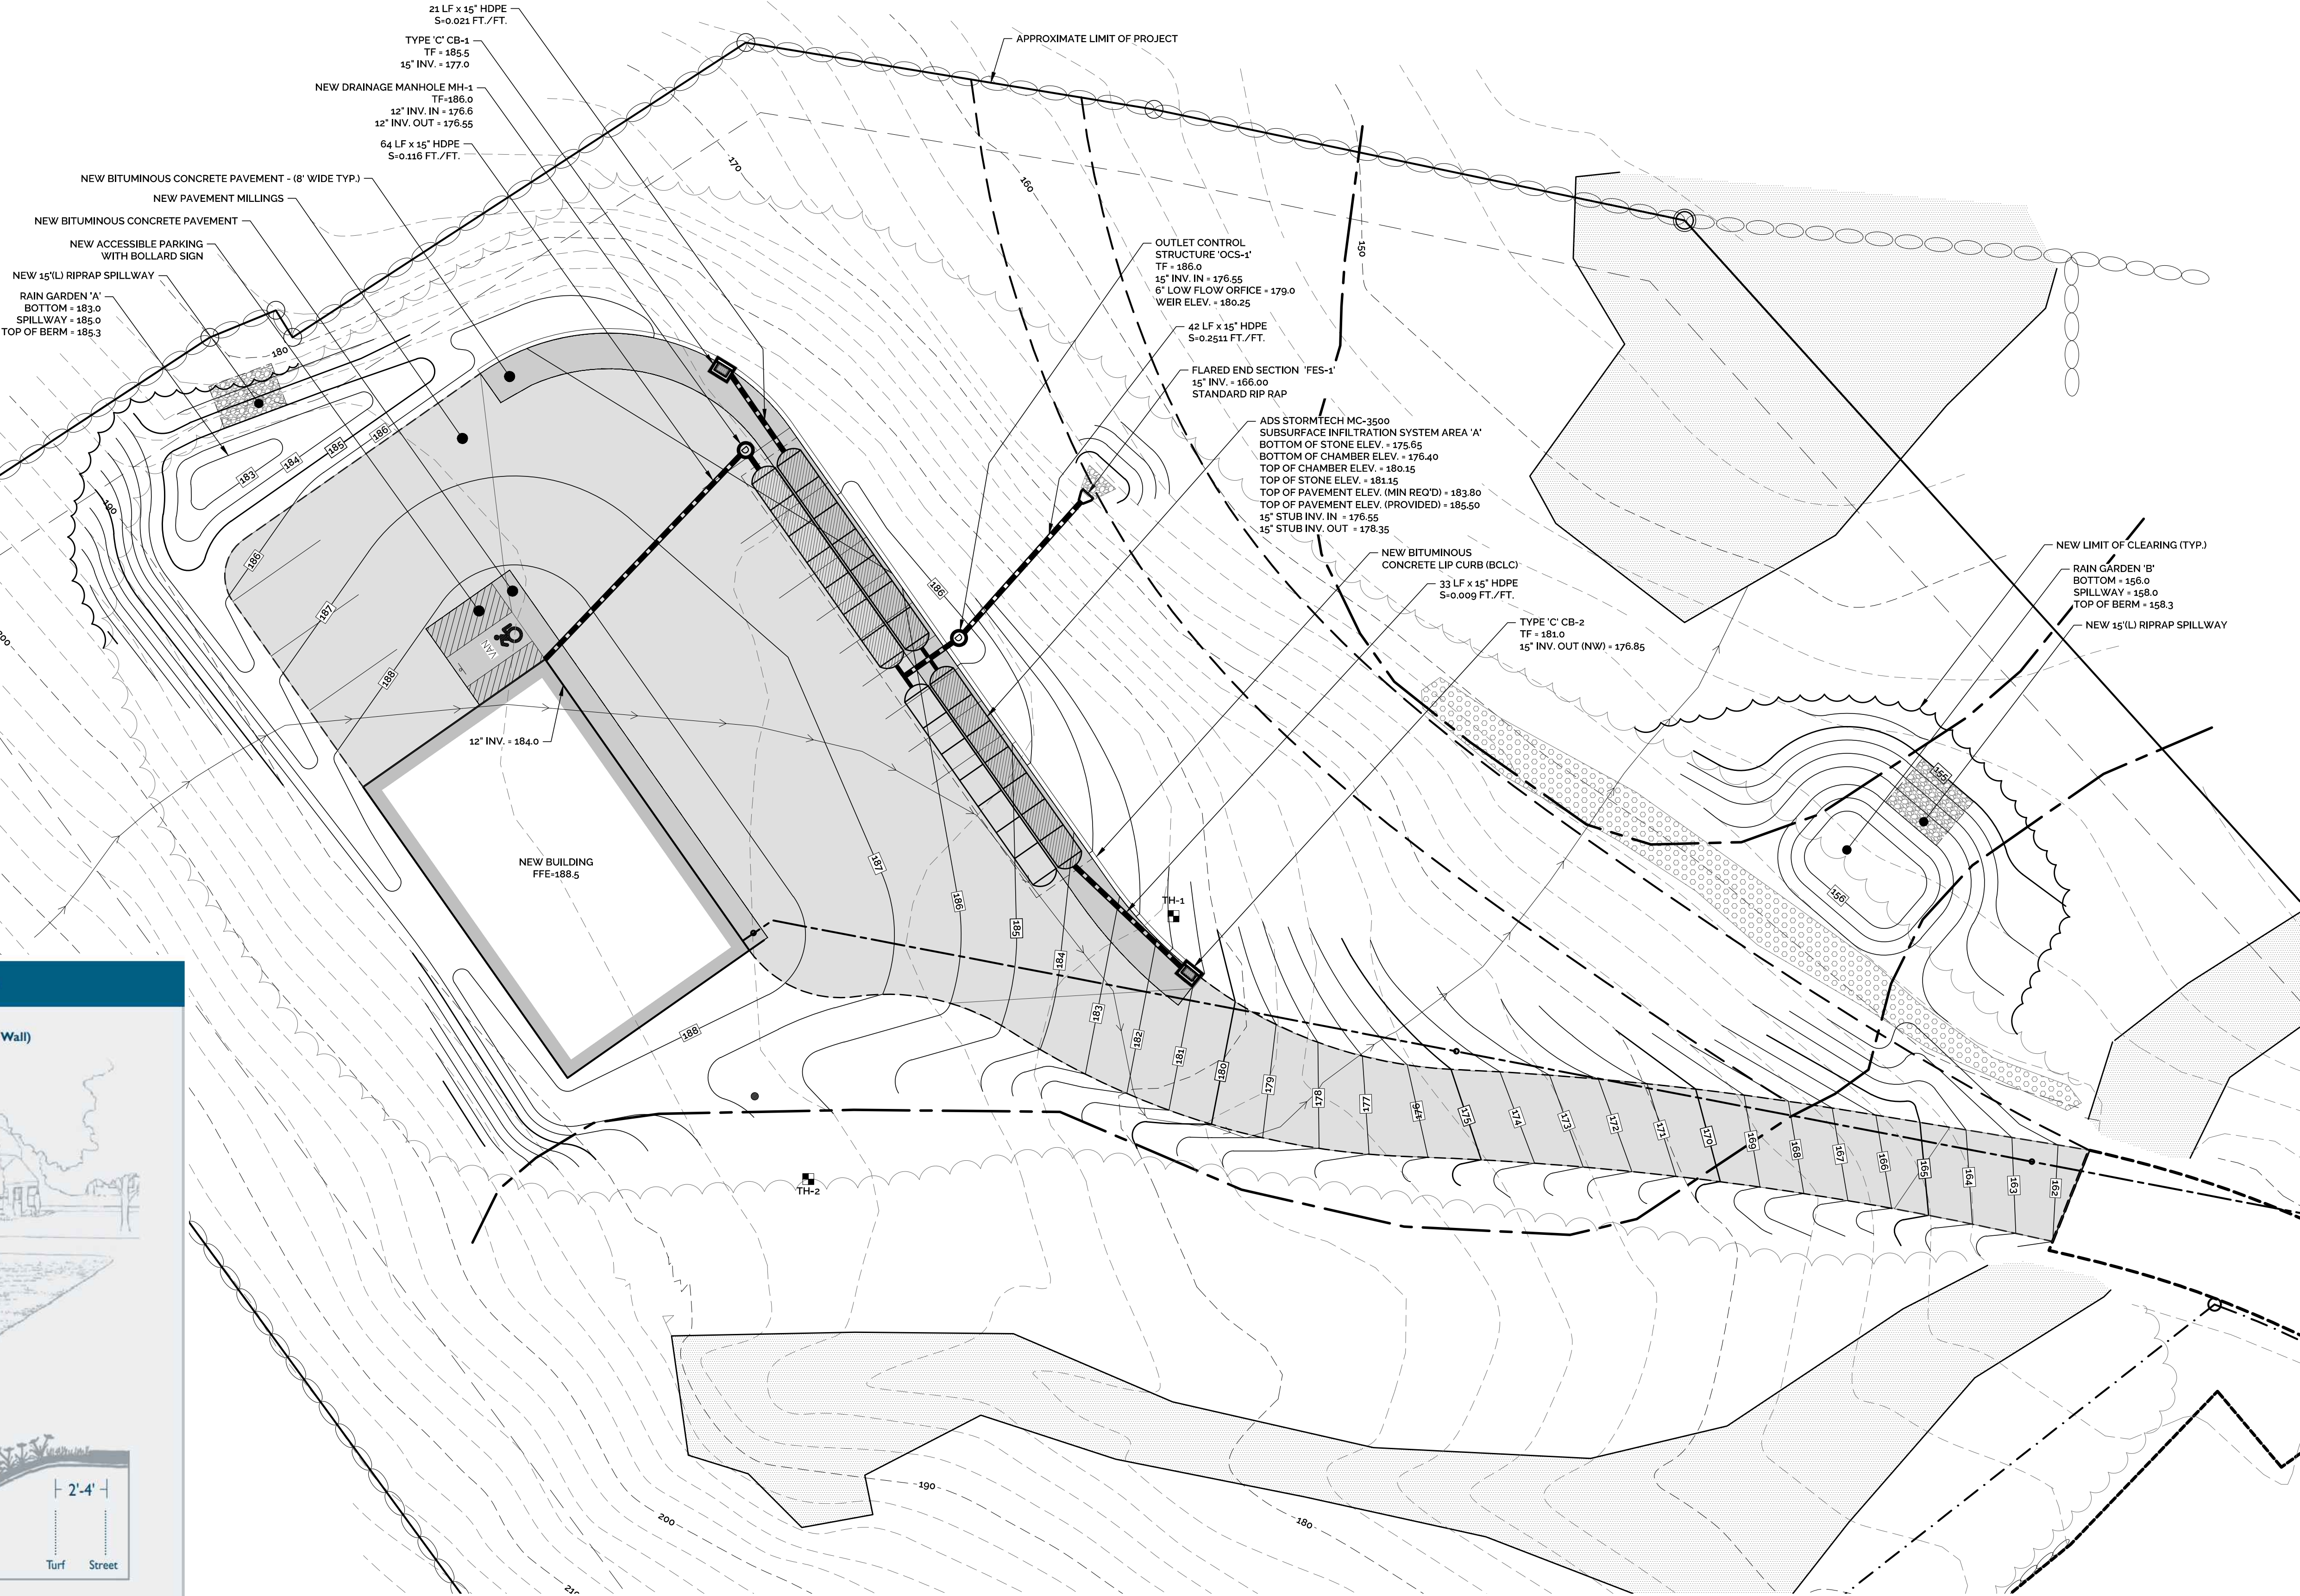 21 LF x 15" HDPE
S=0.021 FT./FT.
TYPE 'C' CB-1
TF = 185.5
15" INV. = 177.0
NEW DRAINAGE MANHOLE MH-1
TF=186.0
12" INV. IN = 176.6
12" INV. OUT = 176.55
64 LF x 15" HDPE
S=0.116 FT./FT.
NEW BITUMINOUS CONCRETE PAVEMENT - (8' WIDE TYP.)
NEW PAVEMENT MILLINGS
NEW BITUMINOUS CONCRETE PAVEMENT
NEW ACCESSIBLE PARKING
WITH BOLLARD SIGN
NEW 15'(L) RIPRAP SPILLWAY
RAIN GARDEN 'A'
BOTTOM = 183.0
SPILLWAY = 185.0
TOP OF BERM = 185.3
APPROXIMATE LIMIT OF PROJECT
170
160
150
180
190
200
OUTLET CONTROL
STRUCTURE 'OCS-1'
TF = 186.0
15" INV. IN = 176.55
6" LOW FLOW ORFICE = 179.0
WEIR ELEV. = 180.25
42 LF x 15" HDPE
S=0.2511 FT./FT.
FLARED END SECTION 'FES-1'
15" INV. = 166.00
STANDARD RIP RAP
ADS STORMTECH MC-3500
SUBSURFACE INFILTRATION SYSTEM AREA 'A'
BOTTOM OF STONE ELEV. = 175.65
BOTTOM OF CHAMBER ELEV. = 176.40
TOP OF CHAMBER ELEV. = 180.15
TOP OF STONE ELEV. = 181.15
TOP OF PAVEMENT ELEV. (MIN REQ'D) = 183.80
TOP OF PAVEMENT ELEV. (PROVIDED) = 185.50
15" STUB INV. IN = 176.55
15" STUB INV. OUT = 178.35
NEW BITUMINOUS
CONCRETE LIP CURB (BCLC)
33 LF x 15" HDPE
S=0.009 FT./FT.
TYPE 'C' CB-2
TF = 181.0
15" INV. OUT (NW) = 176.85
NEW LIMIT OF CLEARING (TYP.)
RAIN GARDEN 'B'
BOTTOM = 156.0
SPILLWAY = 158.0
TOP OF BERM = 158.3
NEW 15'(L) RIPRAP SPILLWAY
183
184
185
186
186
187
188
VAN
186
12" INV. = 184.0
NEW BUILDING
FFE=188.5
187
186
185
184
183
182
181
180
179
178
177
176
175
174
173
172
171
170
169
168
167
166
165
164
163
162
188
155
156
TH-1
TH-2
190
200
180
210
Wall)
2'-4'
Turf
Street